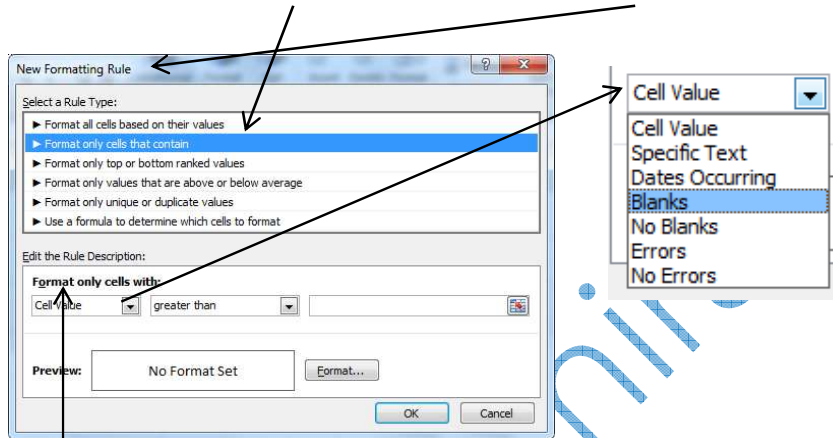 New Formatting Rule
Select a Rule Type:
► Format all cells based on their values
► Format only cells that contain
► Format only top or bottom ranked values
► Format only values that are above or below average
► Format only unique or duplicate values
► Use a formula to determine which cells to format
Edit the Rule Description:
Format only cells with:
Cell Value greater than
Preview: No Format Set Format...
OK Cancel
Cell Value
Cell Value
Specific Text
Dates Occurring
Blanks
No Blanks
Errors
No Errors